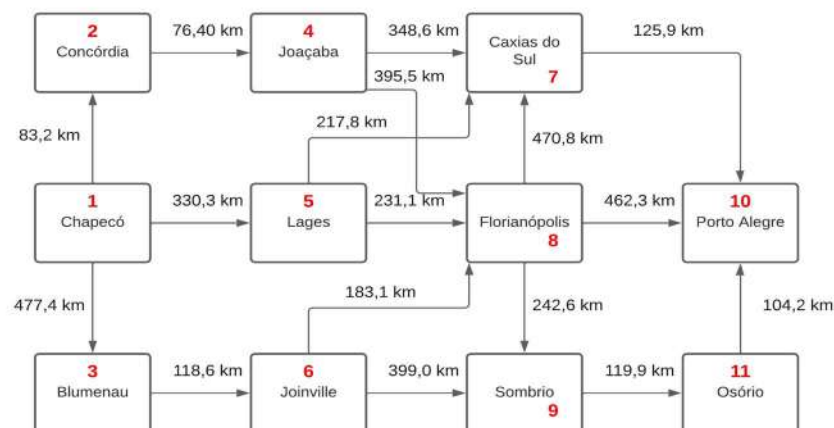 2
Concórdia
76,40 km
4
Joaçaba
348,6 km
Caxias do
Sul
7
125,9 km
395,5 km
83,2 km
217,8 km
470,8 km
1
Chapecó
330,3 km
5
Lages
231,1 km
Florianópolis
8
462,3 km
10
Porto Alegre
477,4 km
183,1 km
242,6 km
104,2 km
3
Blumenau
118,6 km
6
Joinville
399,0 km
Sombrio
9
119,9 km
11
Osório